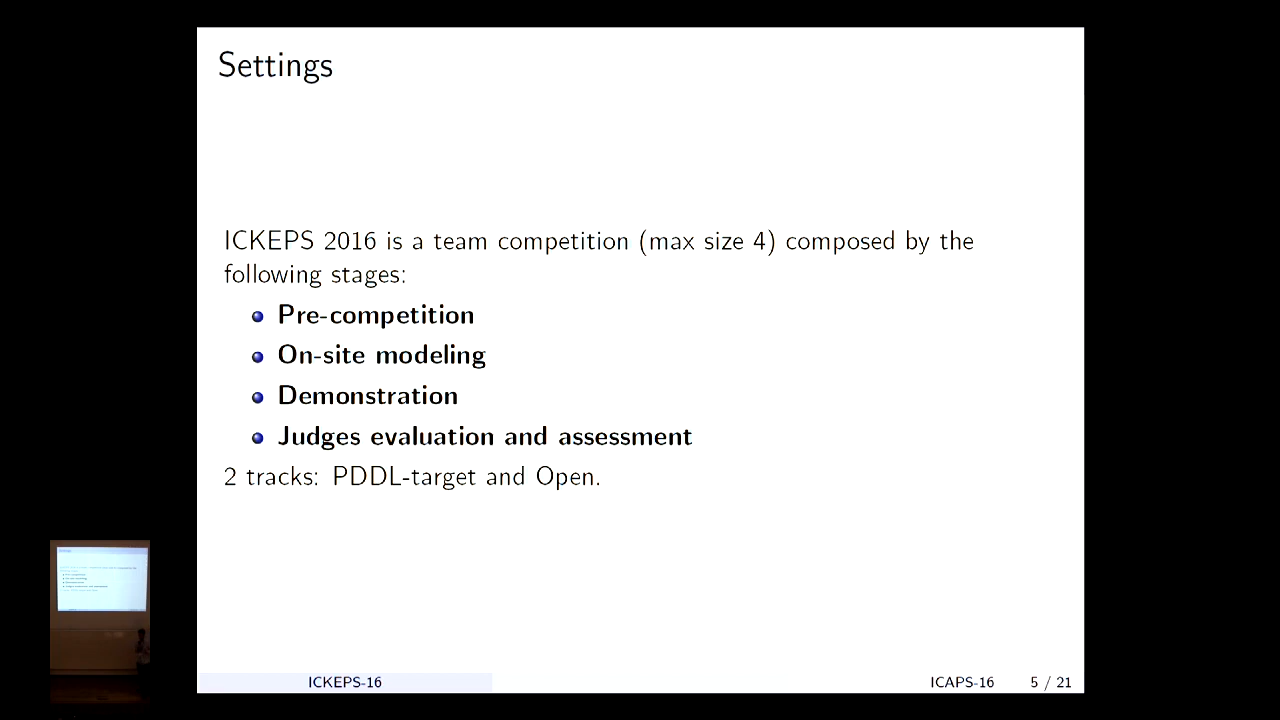 Settings
ICKEPS 2016 is a team competition (max size 4) composed by the
following stages:
Pre-competition
On-site modeling
Demonstration
Judges evaluation and assessment
2 tracks: PDDL-target and Open.
ICKEPS-16
ICAPS-16
5 / 21